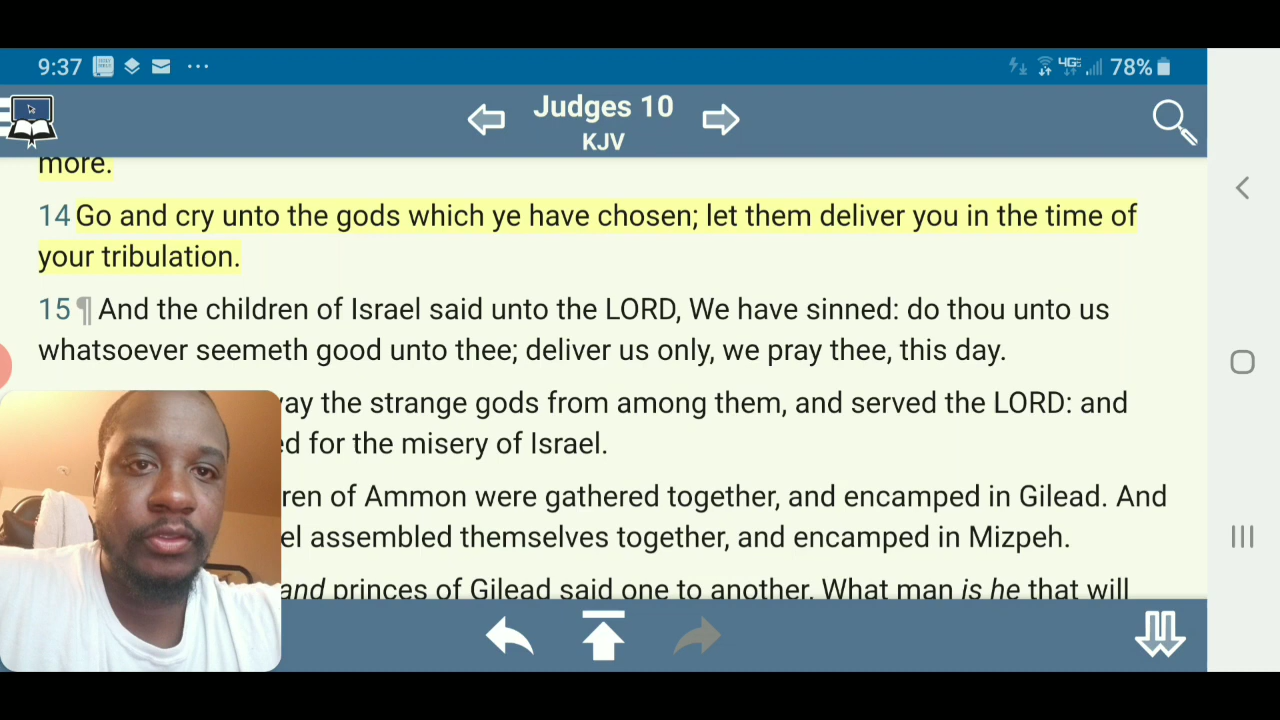 9:37 ... 4GE 78%
Judges 10
KJV
more.
14 Go and cry unto the gods which ye have chosen; let them deliver you in the time of
your tribulation.
15 ¶ And the children of Israel said unto the LORD, We have sinned: do thou unto us
whatsoever seemeth good unto thee; deliver us only, we pray thee, this day.
the strange gods from among them, and served the LORD: and
for the misery of Israel.
of Ammon were gathered together, and encamped in Gilead. And
assembled themselves together, and encamped in Mizpeh.
and princes of Gilead said one to another, What man is he that will